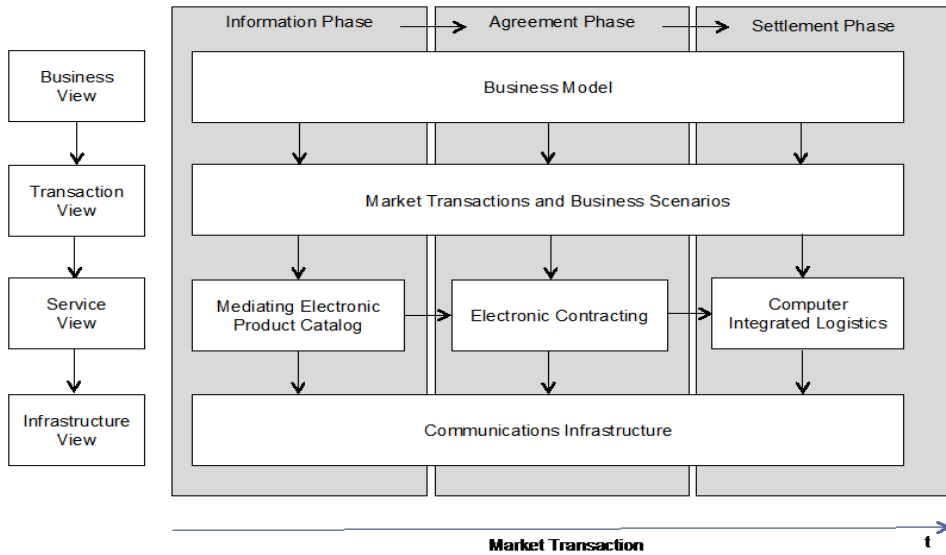 Information Phase
Agreement Phase
Settlement Phase
Business
View
Business Model
Transaction
View
Market Transactions and Business Scenarios
Service
View
Mediating Electronic
Product Catalog
Electronic Contracting
Computer
Integrated Logistics
Infrastructure
View
Communications Infrastructure
Market Transaction
t